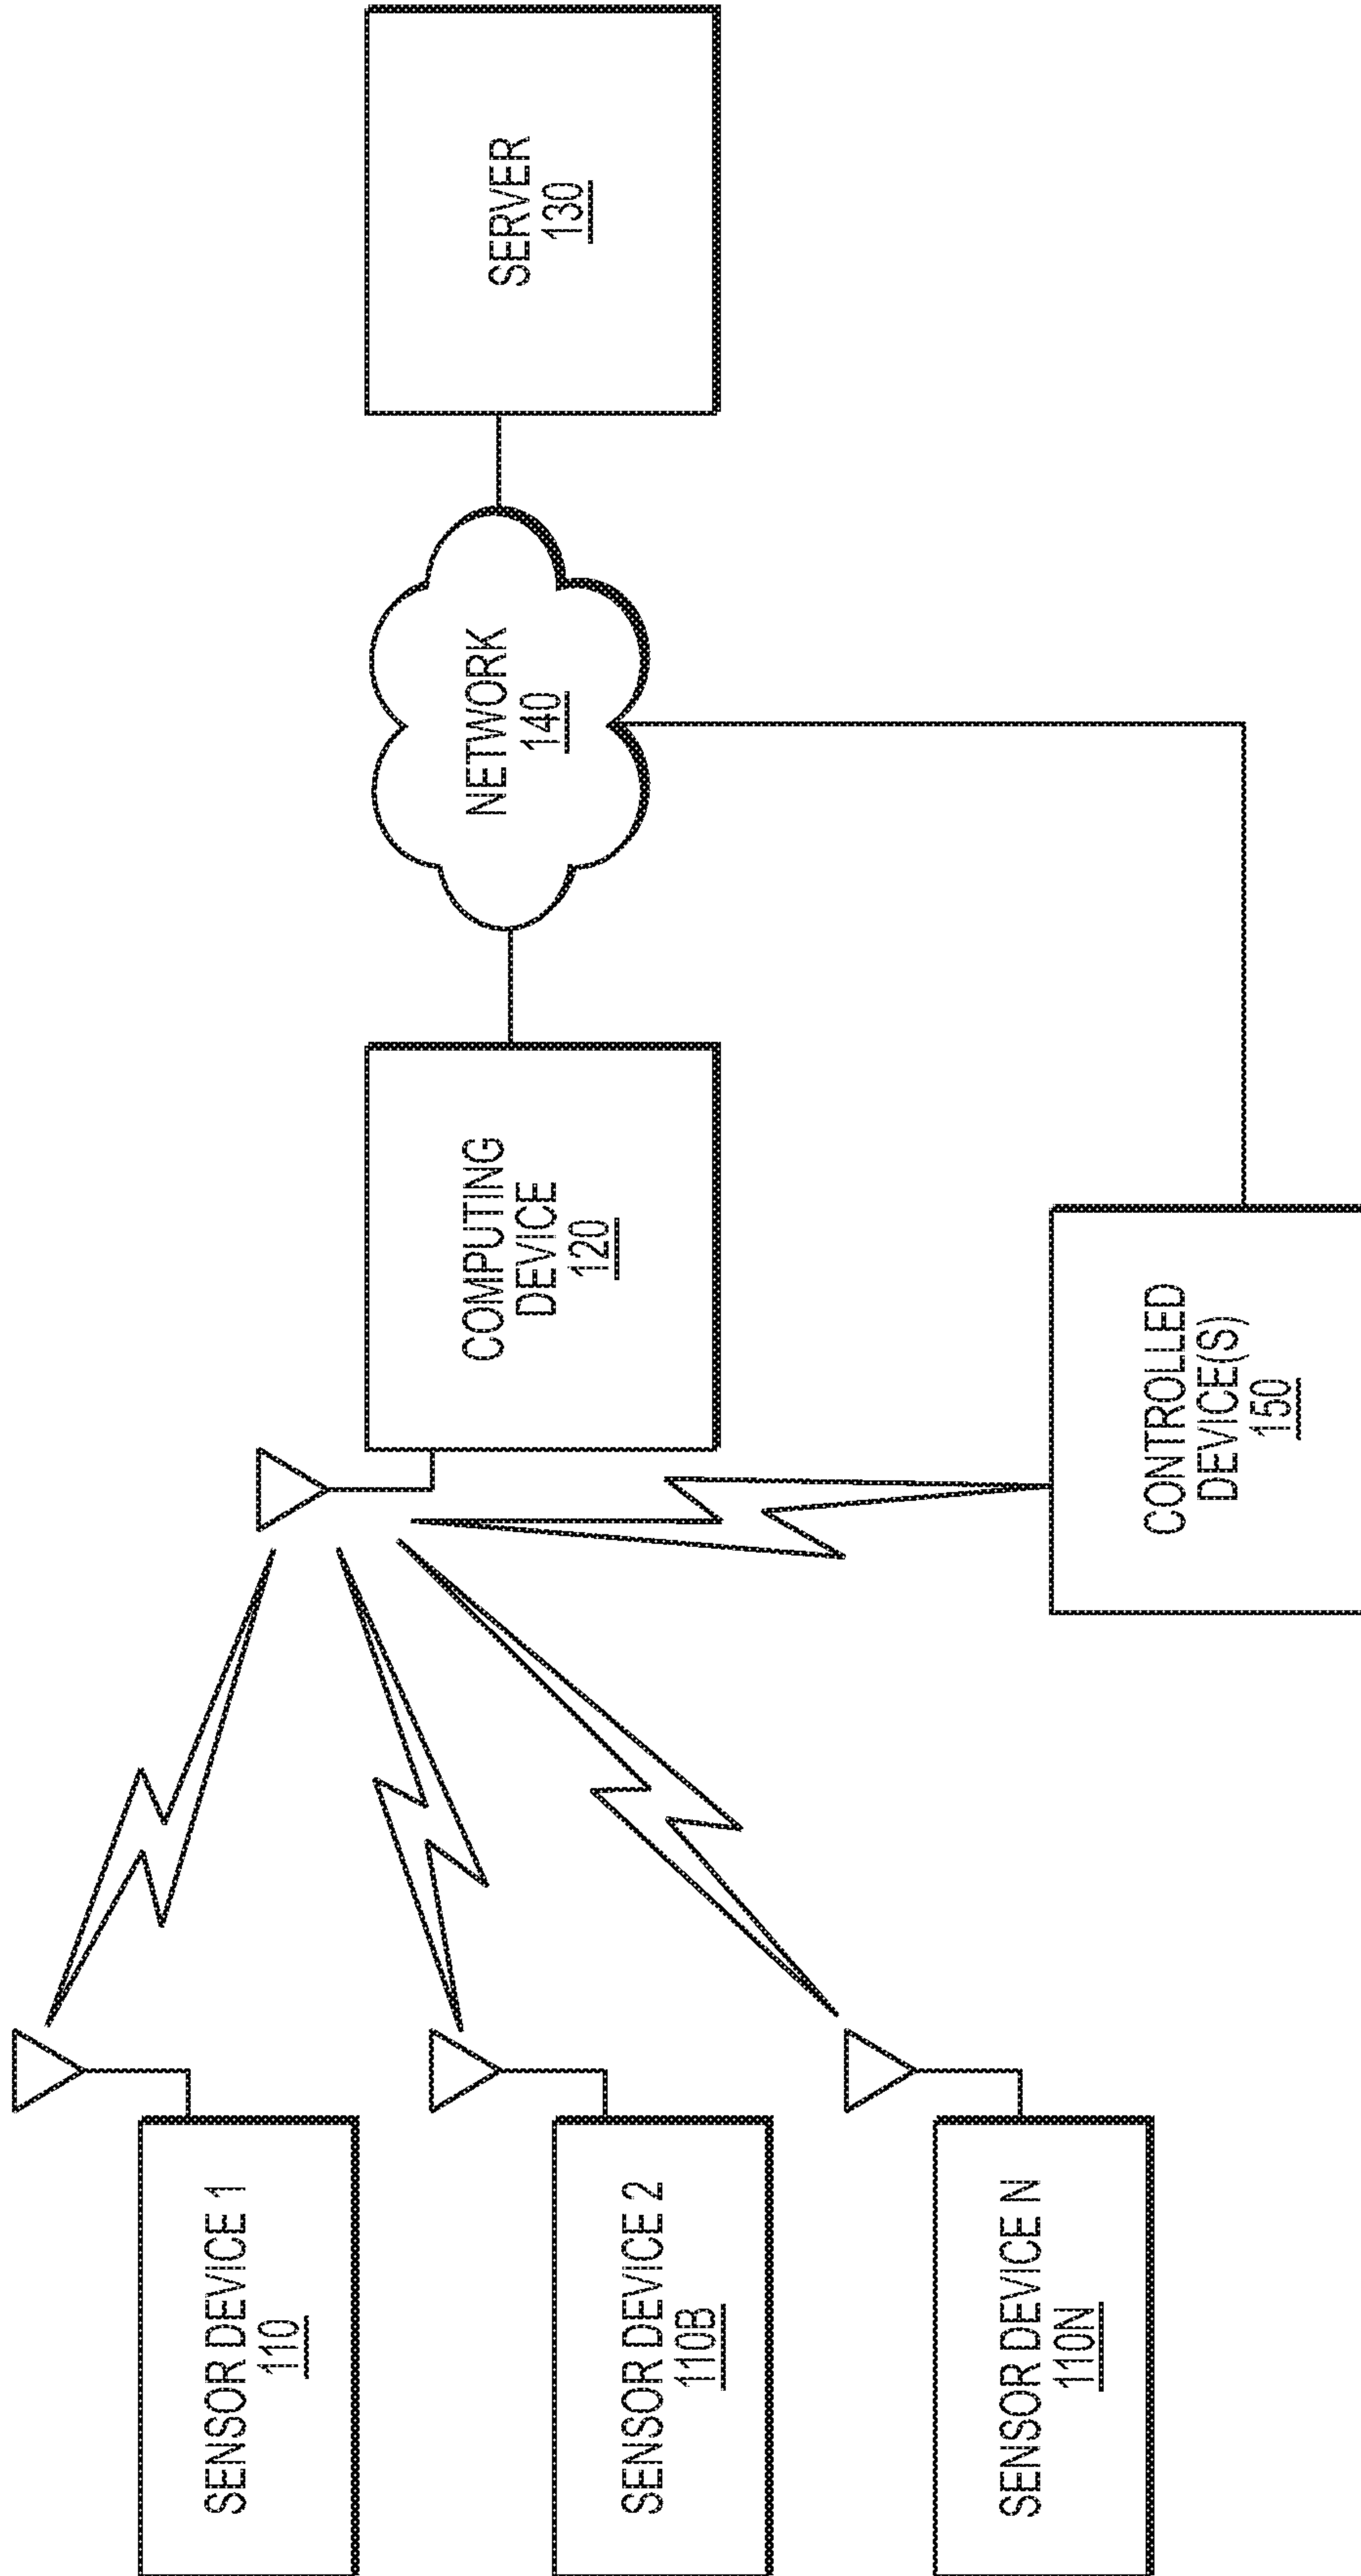 SENSOR DEVICE 1
110
SENSOR DEVICE 2
110B
SENSOR DEVICE N
110N
COMPUTING
DEVICE
120
CONTROLLED
DEVICE(S)
150
NETWORK
140
SERVER
130